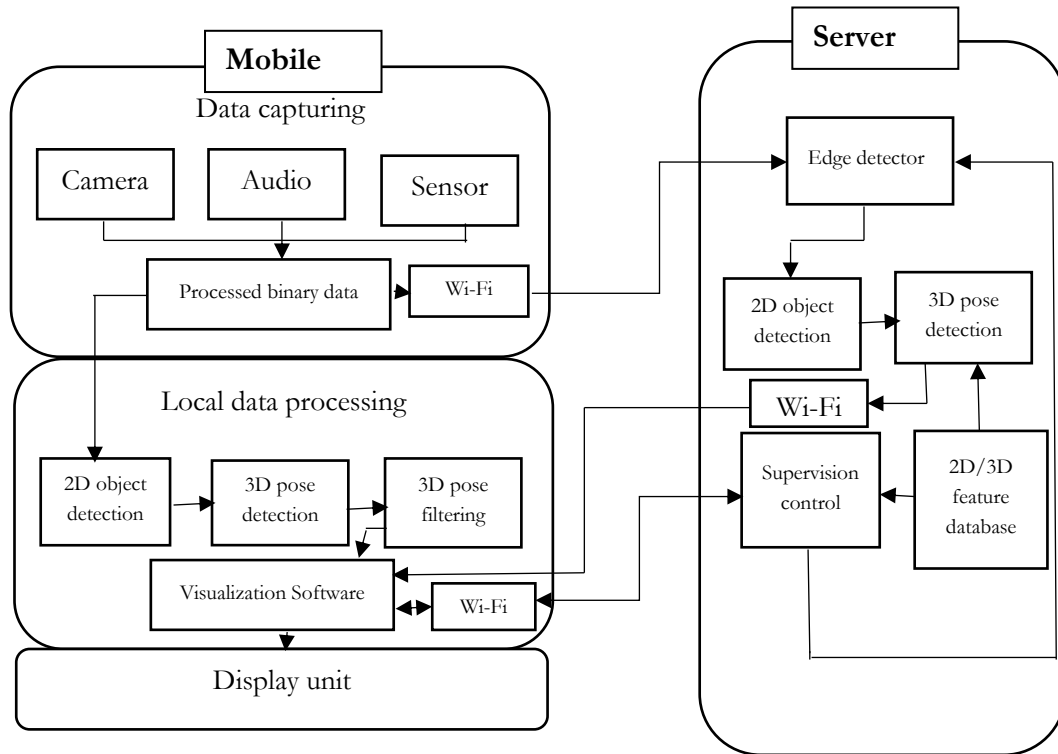 Mobile
Data capturing
Camera
Audio
Sensor
Processed binary data
Wi-Fi
Local data processing
2D object
detection
3D pose
detection
3D pose
filtering
Visualization Software
Wi-Fi
Display unit
Server
Edge detector
2D object
detection
3D pose
detection
Wi-Fi
Supervision
control
2D/3D
feature
database